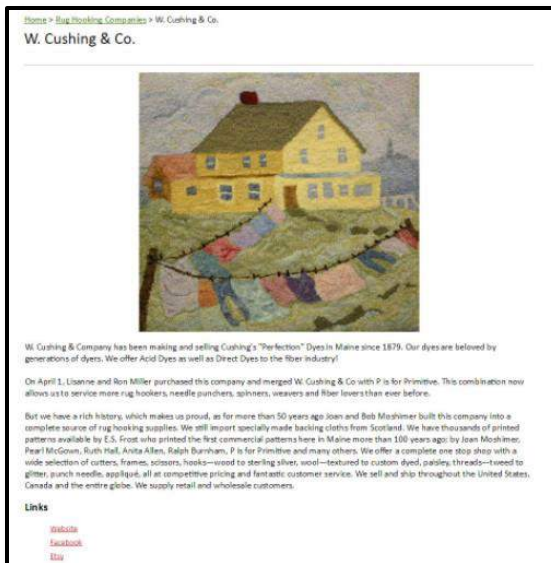 Home > Rug Hooking Companies > W. Cushing & Co.
W. Cushing & Co.
W. Cushing & Company has been making and selling Cushing's "Perfection" Dyes in Maine since 1879. Our dyes are beloved by
generations of dyers. We offer Acid Dyes as well as Direct Dyes to the fiber industry!
On April 1, Lisanne and Ron Miller purchased this company and merged W. Cushing & Co with P is for Primitive. This combination now
allows us to service more rug hookers, needle punchers, spinners, weavers and fiber lovers than ever before.
But we have a rich history, which makes us proud, as for more than 50 years ago Joan and Bob Moshimer built this company into a
complete source of rug hooking supplies. We still import specially made backing cloths from Scotland. We have thousands of printed
patterns available by E.S. Frost who printed the first commercial patterns here in Maine more than 100 years ago; by Joan Moshimer,
Pearl McGown, Ruth Hall, Anita Allen, Ralph Burnham, P is for Primitive and many others. We offer a complete one stop shop with a
wide selection of cutters, frames, scissors, hooks—wood to sterling silver, wool—textured to custom dyed, paisley, threads—tweed to
glitter, punch needle, appliqué, all at competitive pricing and fantastic customer service. We sell and ship throughout the United States,
Canada and the entire globe. We supply retail and wholesale customers.
Links
Website
Facebook
Etsy